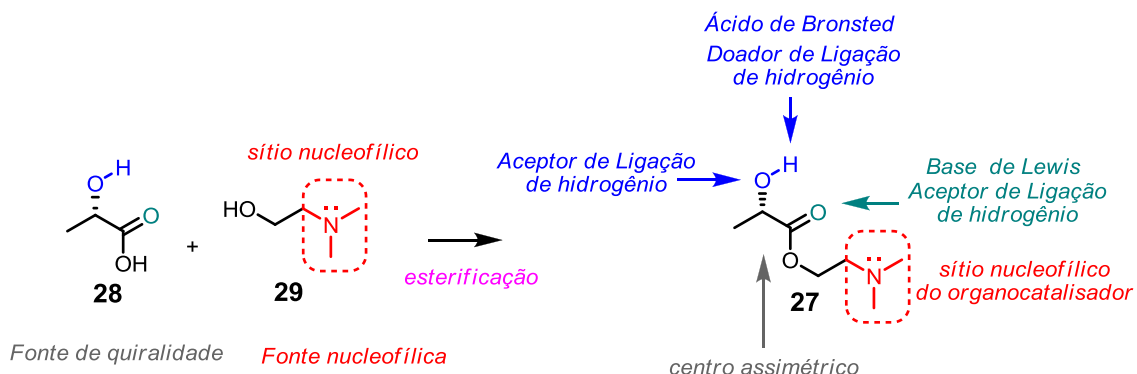 Ácido de Bronsted
Doador de Ligação
de hidrogênio
sítio nucleofílico
Aceptor de Ligação
de hidrogênio
Base de Lewis
Aceptor de Ligação
de hidrogênio
O H
O
OH
28
+
HO
N
29
esterificação
O H
O
O
N
27
sítio nucleofílico
do organocatalisador
Fonte de quiralidade
Fonte nucleofílica
centro assimétrico